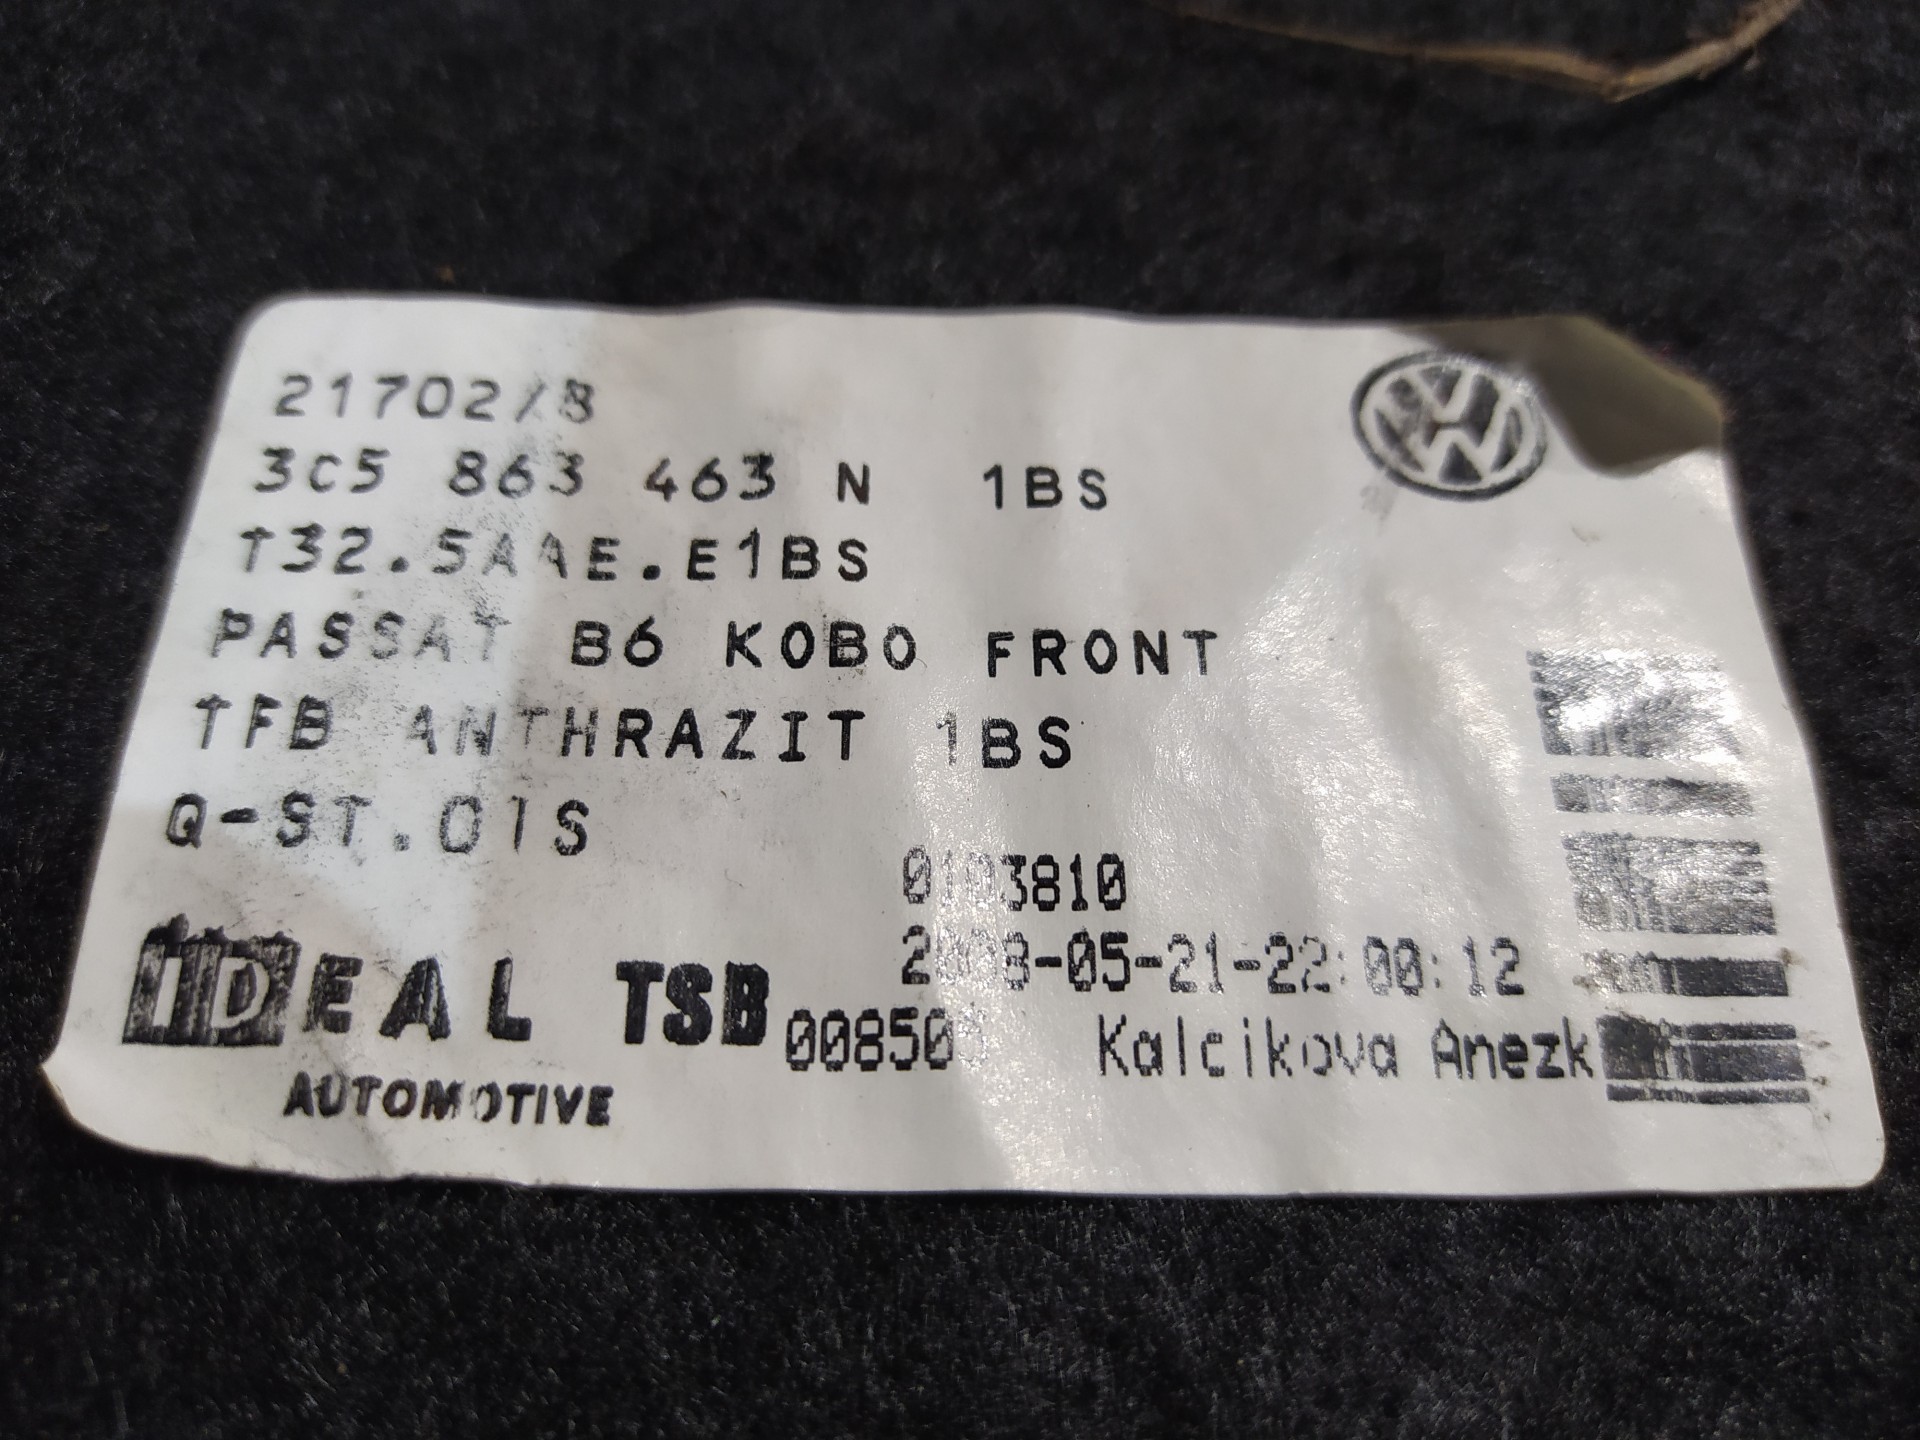 21702/8
3C5 863 463 N 1BS
T32.5AAE.E1BS
PASSAT B6 KOBO FRONT
TFB ANTHRAZIT 1BS
Q-ST.01S
0103810
2008-05-21-22:00:12
IDEAL TSB
Kalcikova Anezk
AUTOMOTIVE